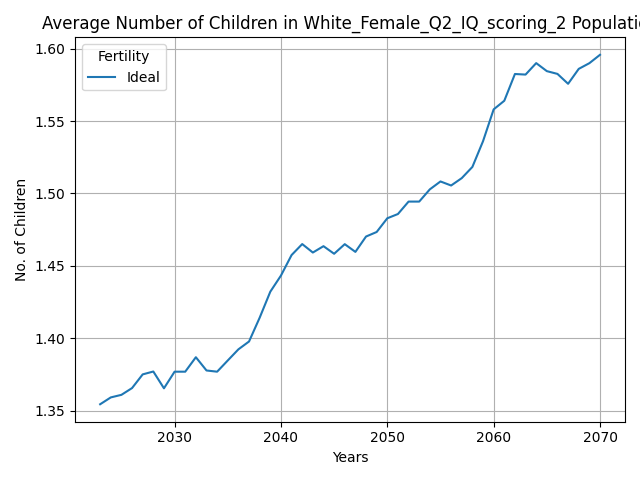 Average Number of Children in White_Female_Q2_IQ_scoring_2 Populatio
Fertility
Ideal
1.60
1.55
1.50
1.45
1.40
1.35
No. of Children
2030 2040 2050 2060 2070
Years